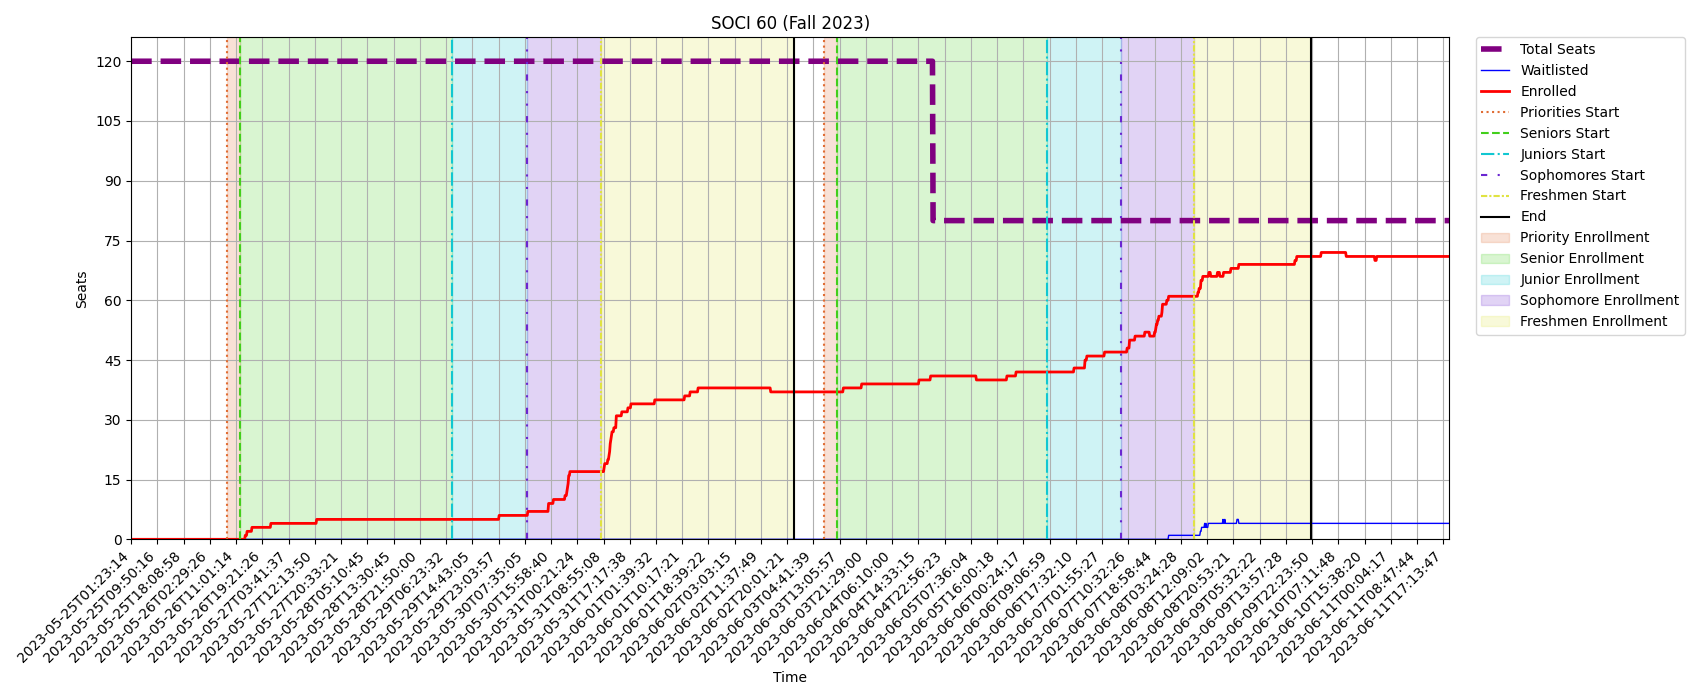 SOCI 60 (Fall 2023)
Seats
120
105
90
75
60
45
30
15
0
2023-05-25T01:23:14
2023-05-25T09:50:16
2023-05-25T18:08:58
2023-05-26T02:29:26
2023-05-26T11:01:14
2023-05-26T19:21:26
2023-05-27T03:41:37
2023-05-27T12:13:50
2023-05-27T20:33:21
2023-05-28T05:10:45
2023-05-28T13:30:45
2023-05-28T21:50:00
2023-05-29T06:23:32
2023-05-29T14:43:05
2023-05-29T23:03:57
2023-05-30T07:35:05
2023-05-30T15:58:40
2023-05-31T00:21:24
2023-05-31T08:55:08
2023-05-31T17:17:38
2023-06-01T01:39:32
2023-06-01T10:17:21
2023-06-01T18:39:22
2023-06-02T03:03:15
2023-06-02T11:37:49
2023-06-02T20:01:21
2023-06-03T04:41:39
2023-06-03T13:05:57
2023-06-03T21:29:00
2023-06-04T06:10:00
2023-06-04T14:33:15
2023-06-04T22:56:23
2023-06-05T07:36:04
2023-06-05T16:00:18
2023-06-06T00:24:17
2023-06-06T09:06:59
2023-06-06T17:32:16
2023-06-07T01:55:27
2023-06-07T10:32:26
2023-06-07T18:58:44
2023-06-08T03:24:28
2023-06-08T12:09:02
2023-06-08T20:53:21
2023-06-09T05:32:22
2023-06-09T13:57:28
2023-06-09T22:23:50
2023-06-10T07:11:48
2023-06-10T15:38:20
2023-06-11T00:04:17
2023-06-11T08:47:44
2023-06-11T17:13:47
Time
Total Seats
Waitlisted
Enrolled
Priorities Start
Seniors Start
Juniors Start
Sophomores Start
Freshmen Start
End
Priority Enrollment
Senior Enrollment
Junior Enrollment
Sophomore Enrollment
Freshmen Enrollment